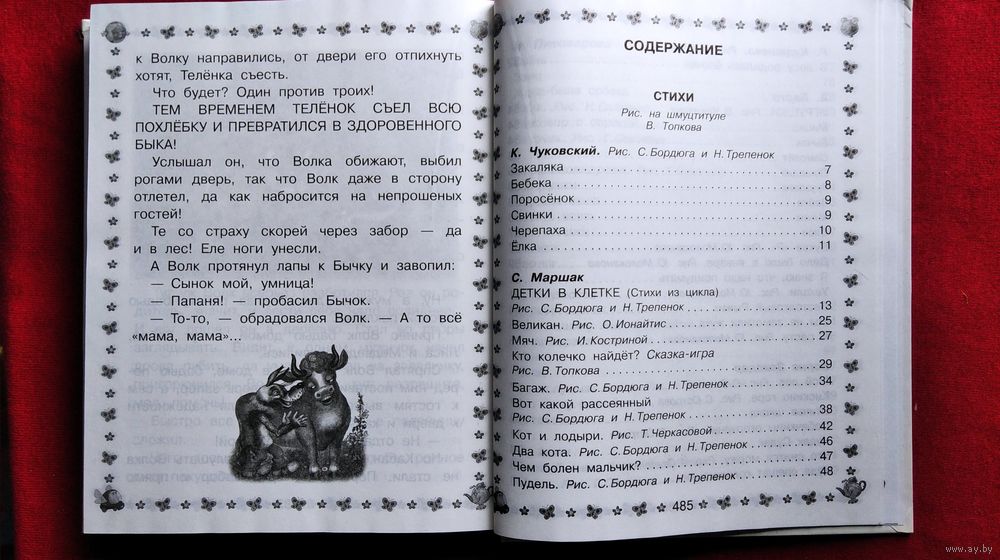 к Волку направились, от двери его отпихнуть
хотят, Телёнка съесть.
Что будет? Один против троих!
ТЕМ ВРЕМЕНЕМ ТЕЛЁНОК СЪЕЛ ВСЮ
ПОХЛЁБКУ И ПРЕВРАТИЛСЯ В ЗДОРОВЕННОГО
БЫКА!
Услышал он, что Волка обижают, выбил
рогами дверь, так что Волк даже в сторону
отлетел, да как набросится на непрошеных
гостей!
Те со страху скорей через забор — да
и в лес! Еле ноги унесли.
А Волк протянул лапы к Бычку и завопил:
— Сынок мой, умница!
— Папаня! — пробасил Бычок.
— То-то, — обрадовался Волк. — А то всё
«мама, мама»...
СОДЕРЖАНИЕ
СТИХИ
Рис. на шмуцтитуле
В. Топкова
К. Чуковский. Рис. С. Бордюга и Н. Трепенок
Закаляка 7
Бебека 8
Поросёнок 9
Свинки 9
Черепаха 10
Ёлка 11
С. Маршак
ДЕТКИ В КЛЕТКЕ (Стихи из цикла)
Рис. С. Бордюга и Н. Трепенок 13
Великан. Рис. О. Ионайтис 25
Мяч. Рис. И. Костриной 27
Кто колечко найдёт? Сказка-игра
Рис. В. Топкова 29
Багаж. Рис. С. Бордюга и Н. Трепенок 34
Вот какой рассеянный
Рис. С. Бордюга и Н. Трепенок 38
Кот и лодыри. Рис. Т. Черкасовой 42
Два кота. Рис. С. Бордюга и Н. Трепенок 46
Чем болен мальчик? 47
Пудель. Рис. С. Бордюга и Н. Трепенок 48
485
www.ay.by